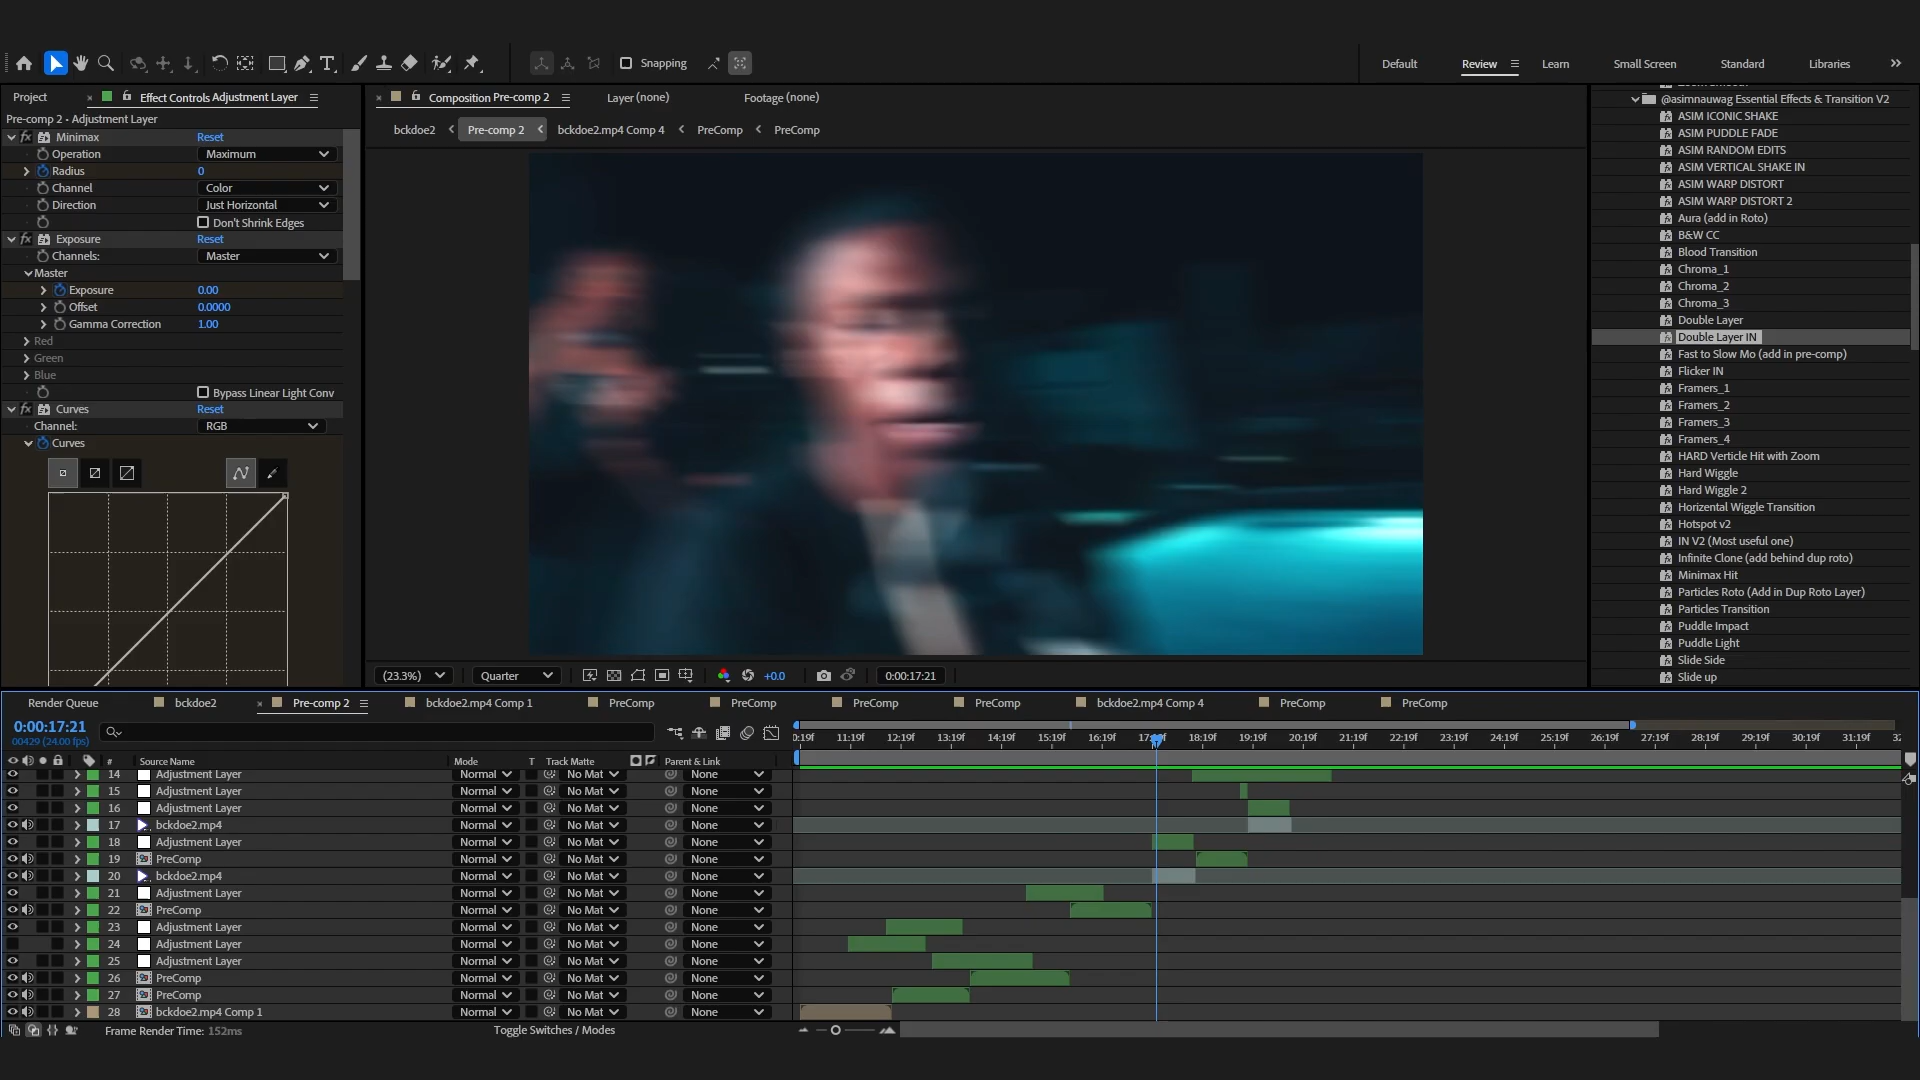 Snapping
Default
Review
Learn
Small Screen
Standard
Libraries
Project
Effect Controls Adjustment Layer
Pre-comp 2 - Adjustment Layer
Minimax
Reset
Operation
Maximum
Radius
0
Channel
Color
Direction
Just Horizontal
Don't Shrink Edges
Exposure
Reset
Channels:
Master
Master
Exposure
0.00
Offset
0.0000
Gamma Correction
1.00
Red
Green
Blue
Bypass Linear Light Conv
Curves
Reset
Channel:
RGB
Curves
Composition Pre-comp 2
Layer (none)
Footage (none)
bckdoe2
Pre-comp 2
bckdoe2.mp4 Comp 4
PreComp
PreComp
(23.3%)
Quarter
+0.0
0:00:17:21
@asimnauwag Essential Effects & Transition V2
ASIM ICONIC SHAKE
ASIM PUDDLE FADE
ASIM RANDOM EDITS
ASIM VERTICAL SHAKE IN
ASIM WARP DISTORT
ASIM WARP DISTORT 2
Aura (add in Roto)
B&W CC
Blood Transition
Chroma_1
Chroma_2
Chroma_3
Double Layer
Double Layer IN
Fast to Slow Mo (add in pre-comp)
Flicker IN
Framers_1
Framers_2
Framers_3
Framers_4
HARD Verticle Hit with Zoom
Hard Wiggle
Hard Wiggle 2
Horizental Wiggle Transition
Hotspot v2
IN V2 (Most useful one)
Infinite Clone (add behind dup roto)
Minimax Hit
Particles Roto (Add in Dup Roto Layer)
Particles Transition
Puddle Impact
Puddle Light
Slide Side
Slide up
Render Queue
bckdoe2
Pre-comp 2
bckdoe2.mp4 Comp 1
PreComp
PreComp
PreComp
PreComp
bckdoe2.mp4 Comp 4
PreComp
PreComp
0:00:17:21
00429 (24.00 fps)
0:19f 11:19f 12:19f 13:19f 14:19f 15:19f 16:19f 18:19f 19:19f 20:19f 21:19f 22:19f 23:19f 24:19f 25:19f 26:19f 27:19f 28:19f 29:19f 30:19f 31:19f 32
# Source Name Mode T Track Matte Parent & Link
14 Adjustment Layer Normal No Mat None
15 Adjustment Layer Normal No Mat None
16 Adjustment Layer Normal No Mat None
17 bckdoe2.mp4 Normal No Mat None
18 Adjustment Layer Normal No Mat None
19 PreComp Normal No Mat None
20 bckdoe2.mp4 Normal No Mat None
21 Adjustment Layer Normal No Mat None
22 PreComp Normal No Mat None
23 Adjustment Layer Normal No Mat None
24 Adjustment Layer Normal No Mat None
25 Adjustment Layer Normal No Mat None
26 PreComp Normal No Mat None
27 PreComp Normal No Mat None
28 bckdoe2.mp4 Comp 1 Normal No Mat None
Frame Render Time: 152ms
Toggle Switches / Modes